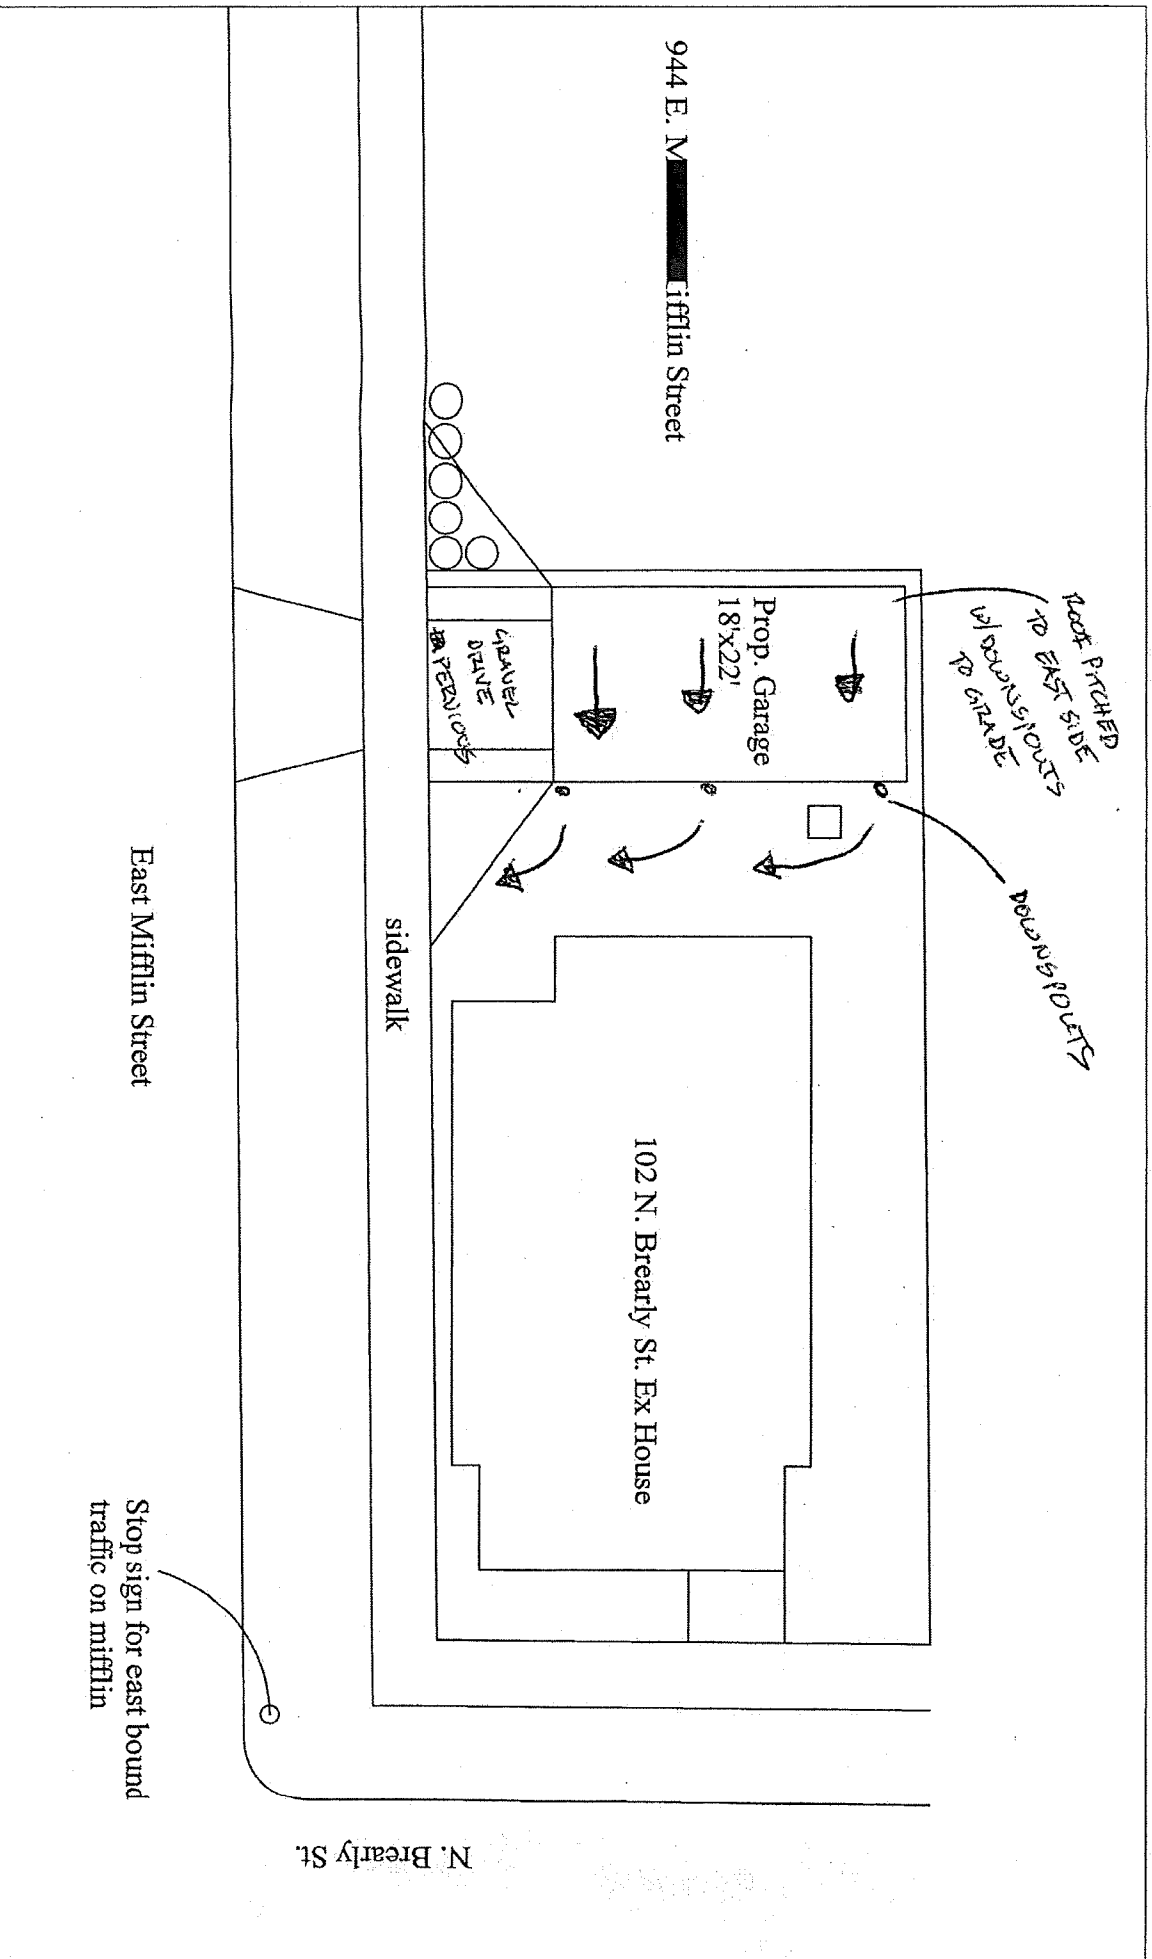 944 E. M ifflin Street
ROOF PITCHED
TO EAST SIDE
W/DOWNSPOUTS
TO GRADE
DOWNSPOUTS
Prop. Garage
18'x22'
GRAVEL
DRIVE
PERVIOUS
102 N. Brearly St. Ex House
sidewalk
East Mifflin Street
Stop sign for east bound
traffic on mifflin
N. Brearly St.